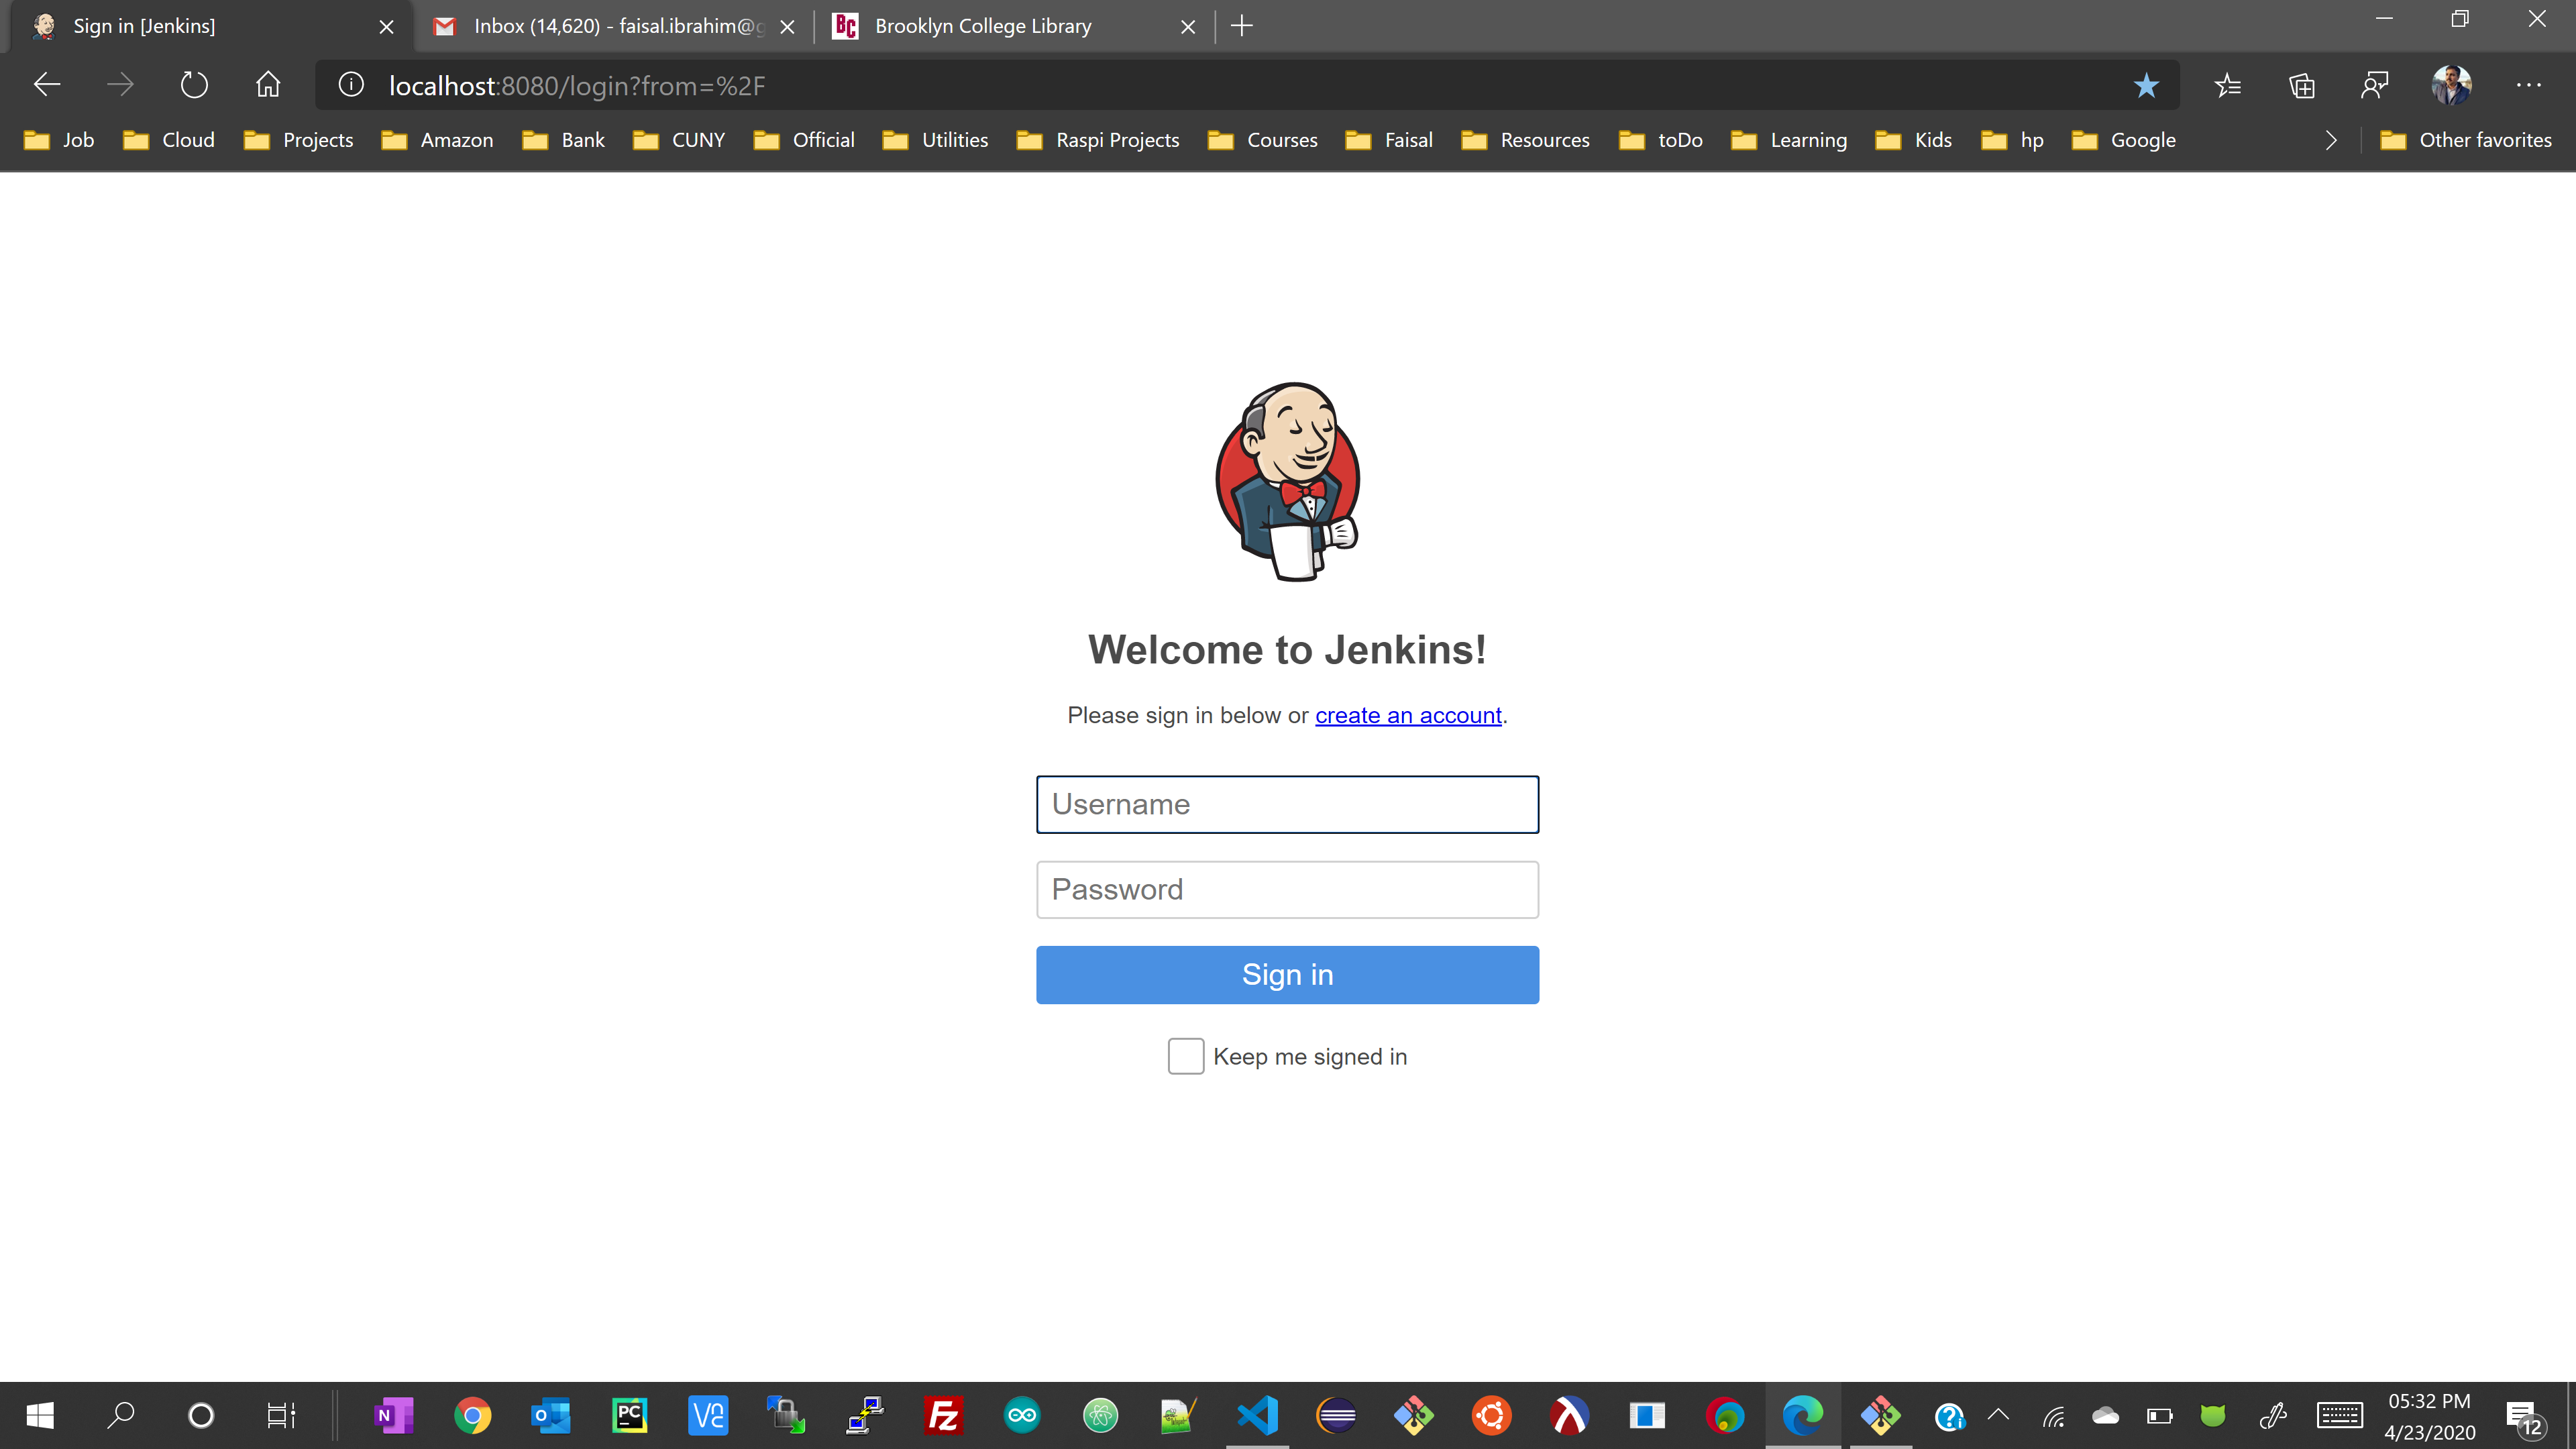 Sign in [Jenkins]
Inbox (14,620) - faisal.ibrahim@g
BC Brooklyn College Library
localhost:8080/login?from=%2F
Job Cloud Projects Amazon Bank CUNY Official Utilities Raspi Projects Courses Faisal Resources toDo Learning Kids hp Google Other favorites
Welcome to Jenkins!
Please sign in below or create an account.
Username
Password
Sign in
Keep me signed in
05:32 PM
4/23/2020
12